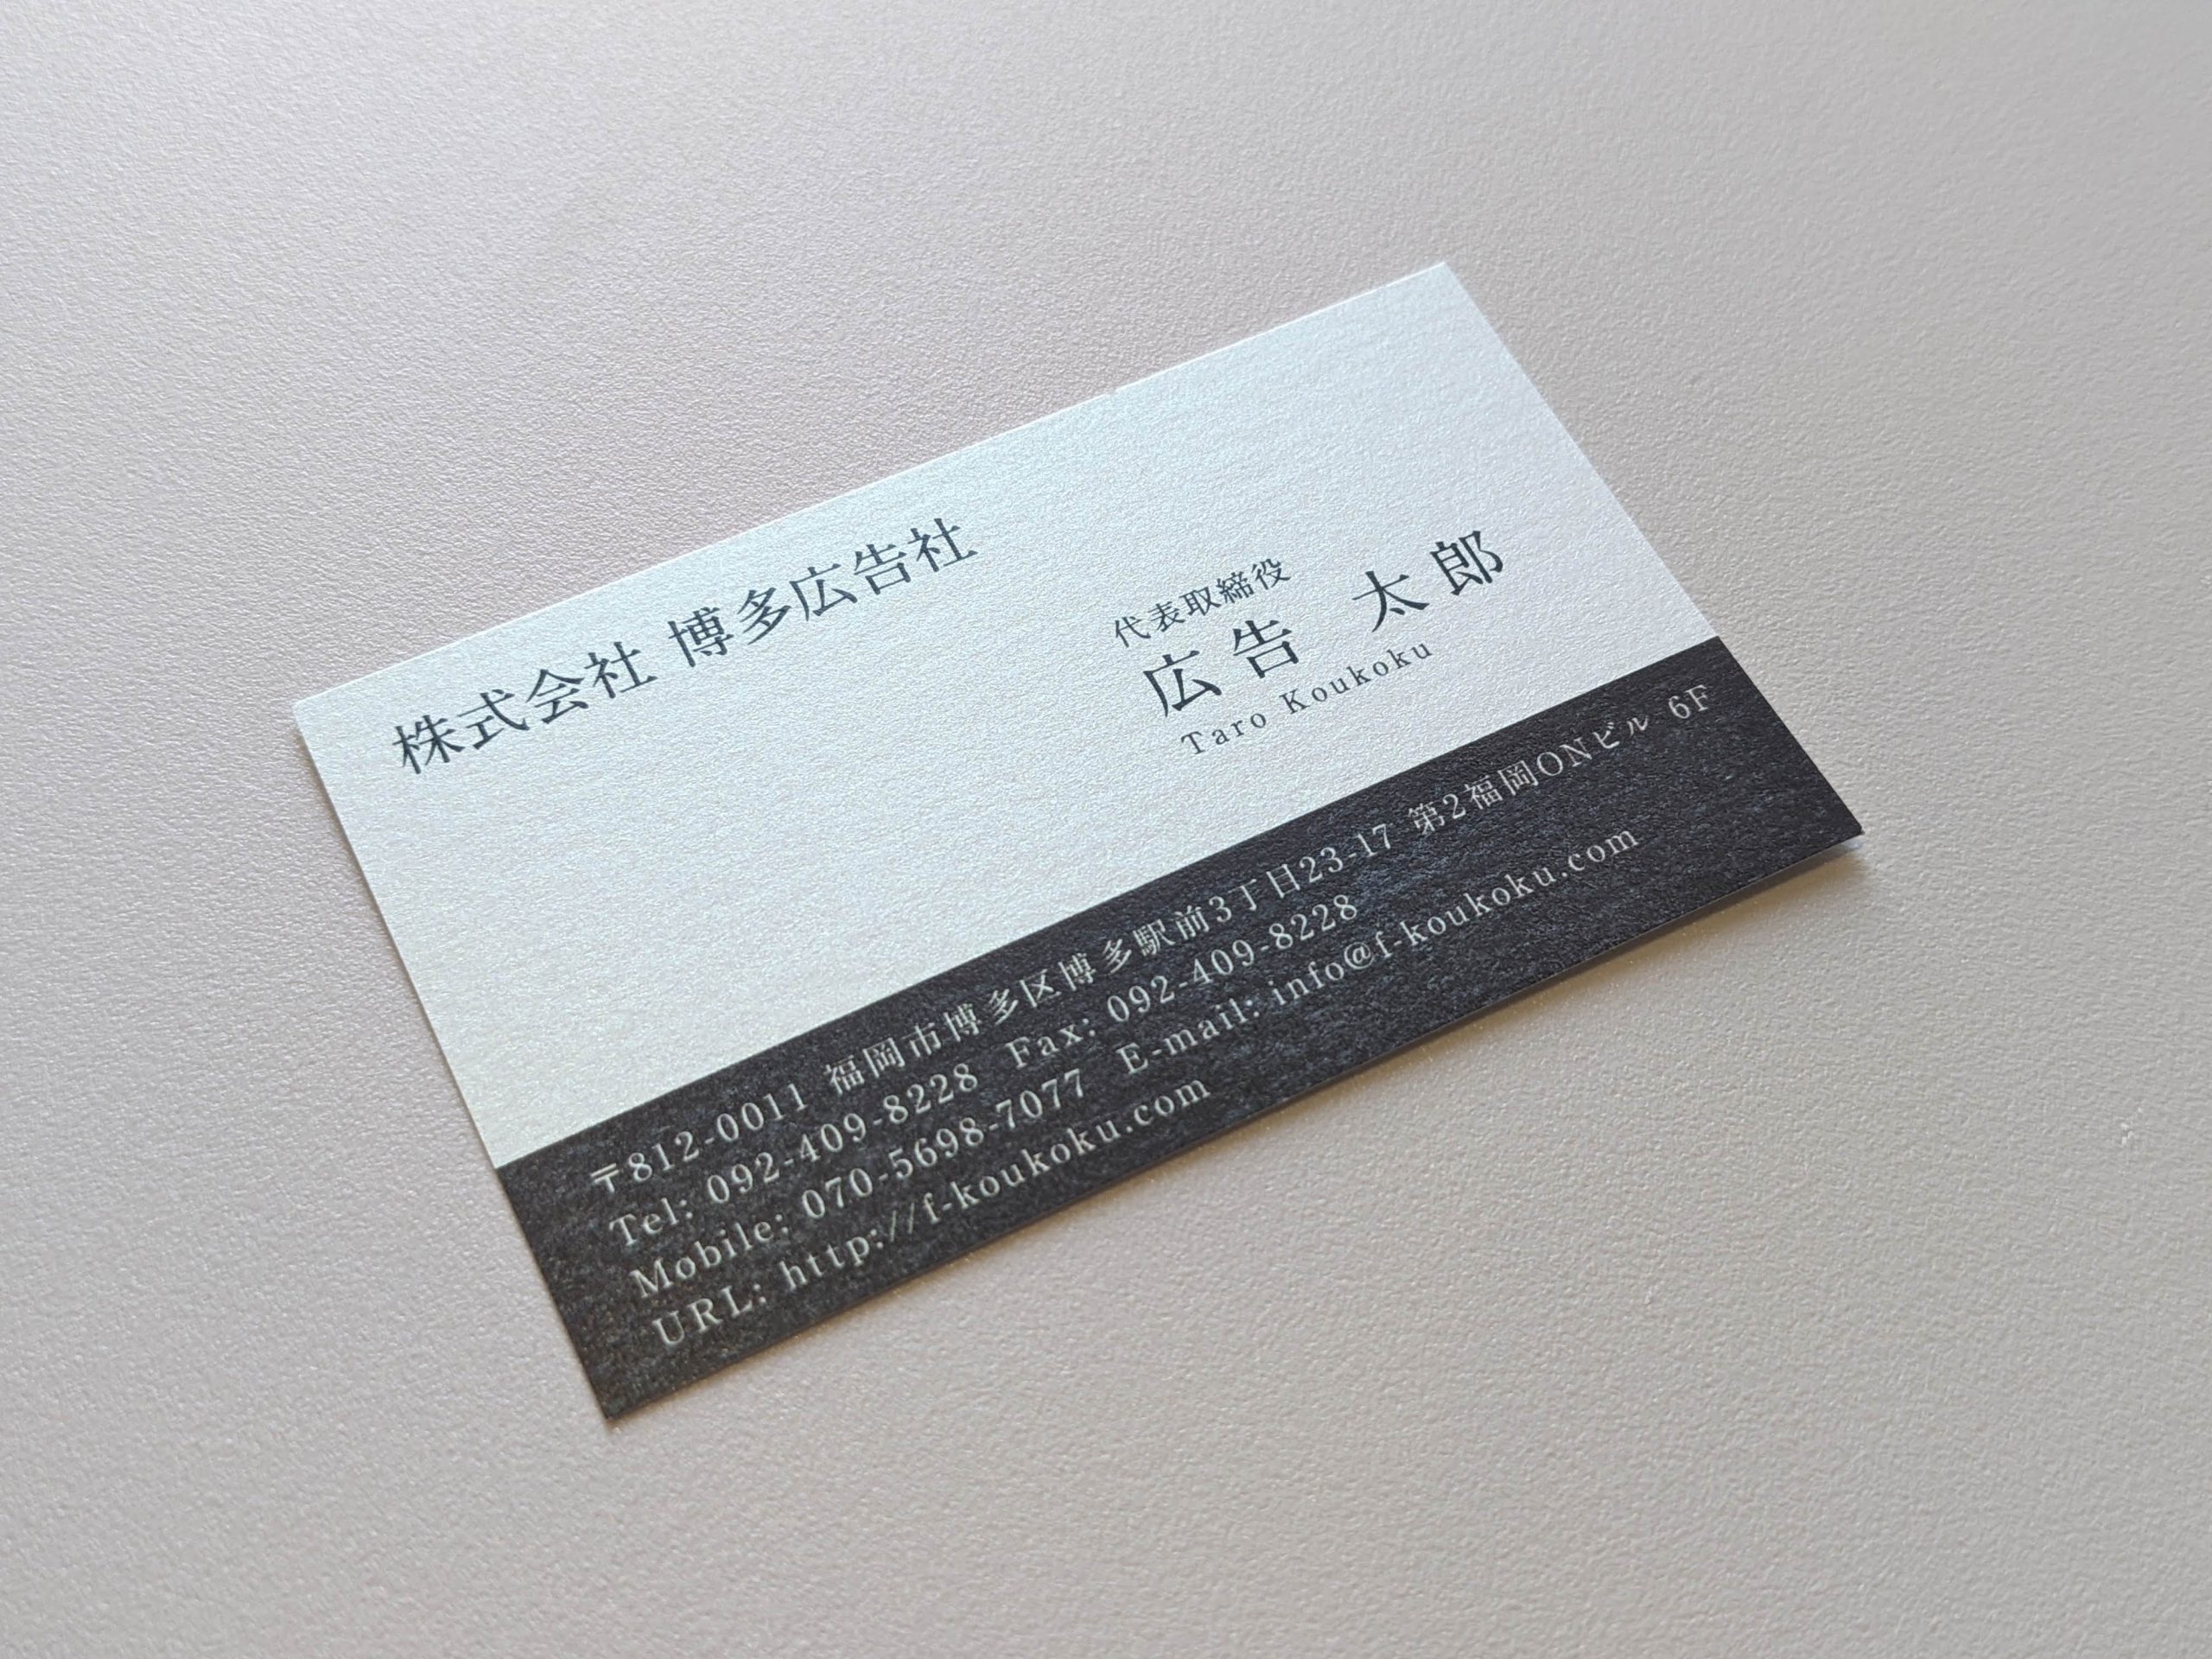 株式会社 博多広告社
代表取締役
広告 太郎
Taro Koukoku
〒812-0011 福岡市博多区博多駅前3丁目23-17 第2福岡ONビル 6F
Tel: 092-409-8228 Fax: 092-409-8228
Mobile: 070-5698-7077 E-mail: info@f-koukoku.com
URL: http://f-koukoku.com